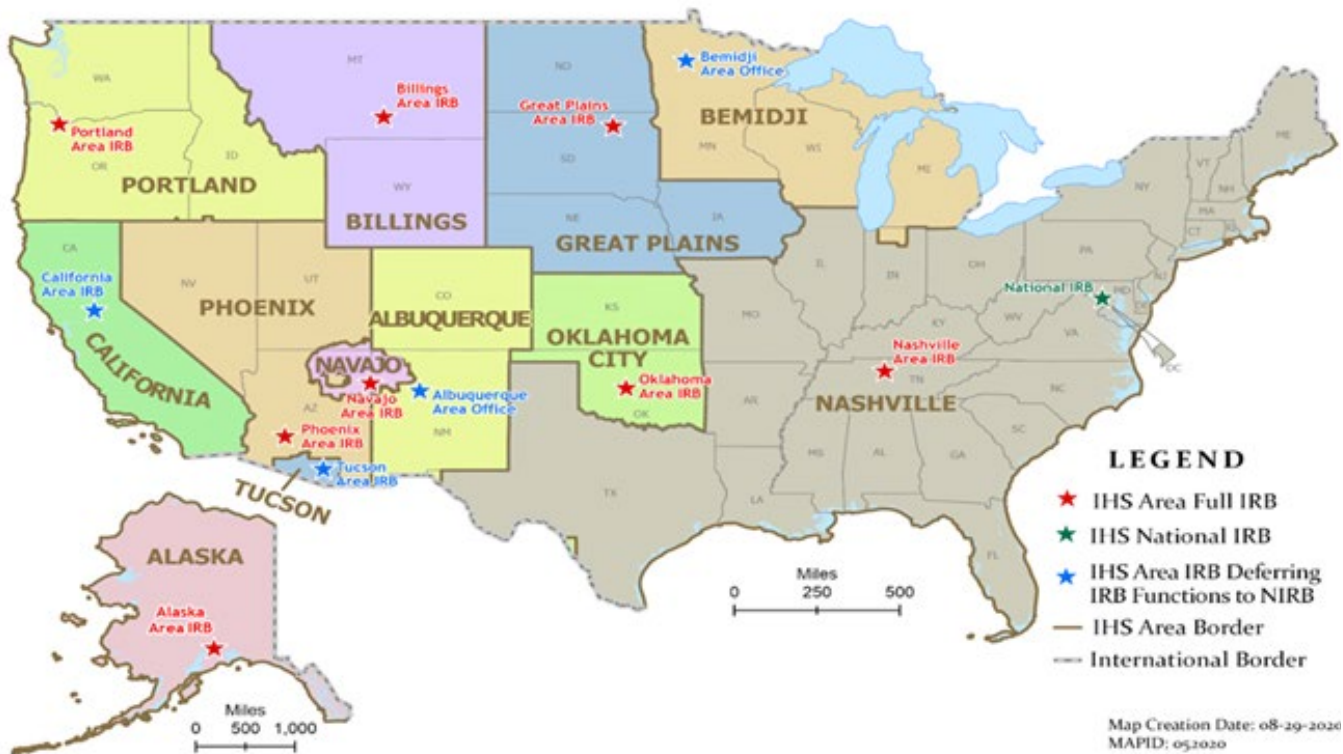 WA
MT
ND
Bemidji
Area Office
ME
Billings
Area IRB
Great Plains
Area IRB
BEMIDJI
Portland
Area IRB
OR
ID
SD
MN
WI
MI
NY
VT
NH
MA
CT
RI
PORTLAND
WY
BILLINGS
NE
IA
GREAT PLAINS
PA
NJ
CA
California
Area IRB
NV
UT
IL
IN
OH
National IRB
MD
DE
PHOENIX
CO
ALBUQUERQUE
KS
MO
WV
VA
KY
DC
OKLAHOMA
CITY
CALIFORNIA
NAVAJO
Navajo
Area IRB
Albuquerque
Area Office
Oklahoma
Area IRB
OK
Nashville
Area IRB
TN
NC
NASHVILLE
AZ
Phoenix
Area IRB
NM
AR
SC
Tucson
Area IRB
TUCSON
TX
MS
AL
GA
LA
FL
ALASKA
Alaska
Area IRB
Miles
0 500 1,000
Miles
0 250 500
LEGEND
IHS Area Full IRB
IHS National IRB
IHS Area IRB Deferring
IRB Functions to NIRB
IHS Area Border
International Border
Map Creation Date: 08-29-2020
MAPID: 052020